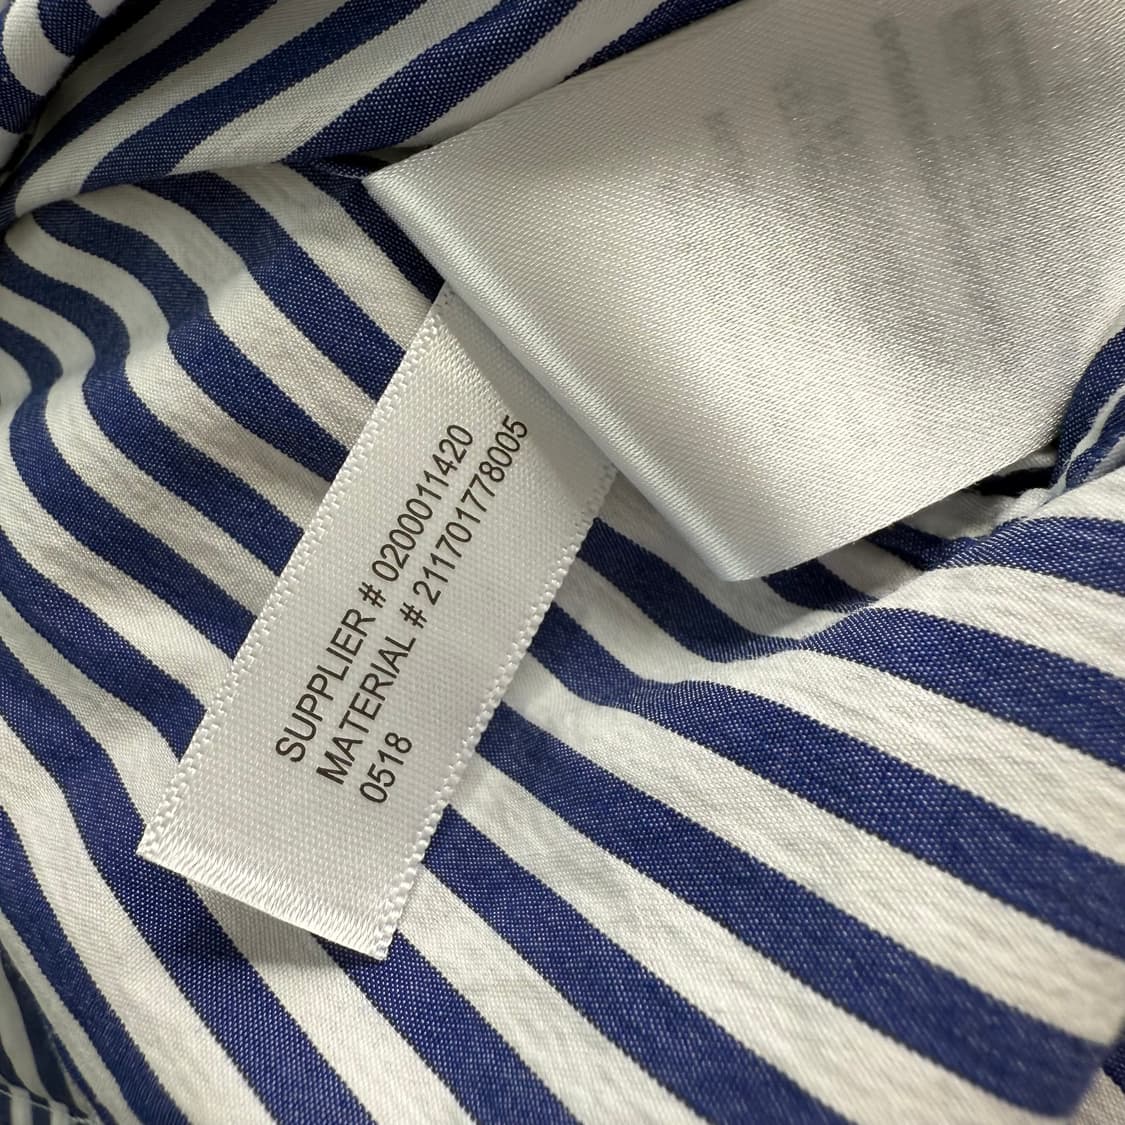 SUPPLIER # 0200011420
MATERIAL # 211701778005
0518